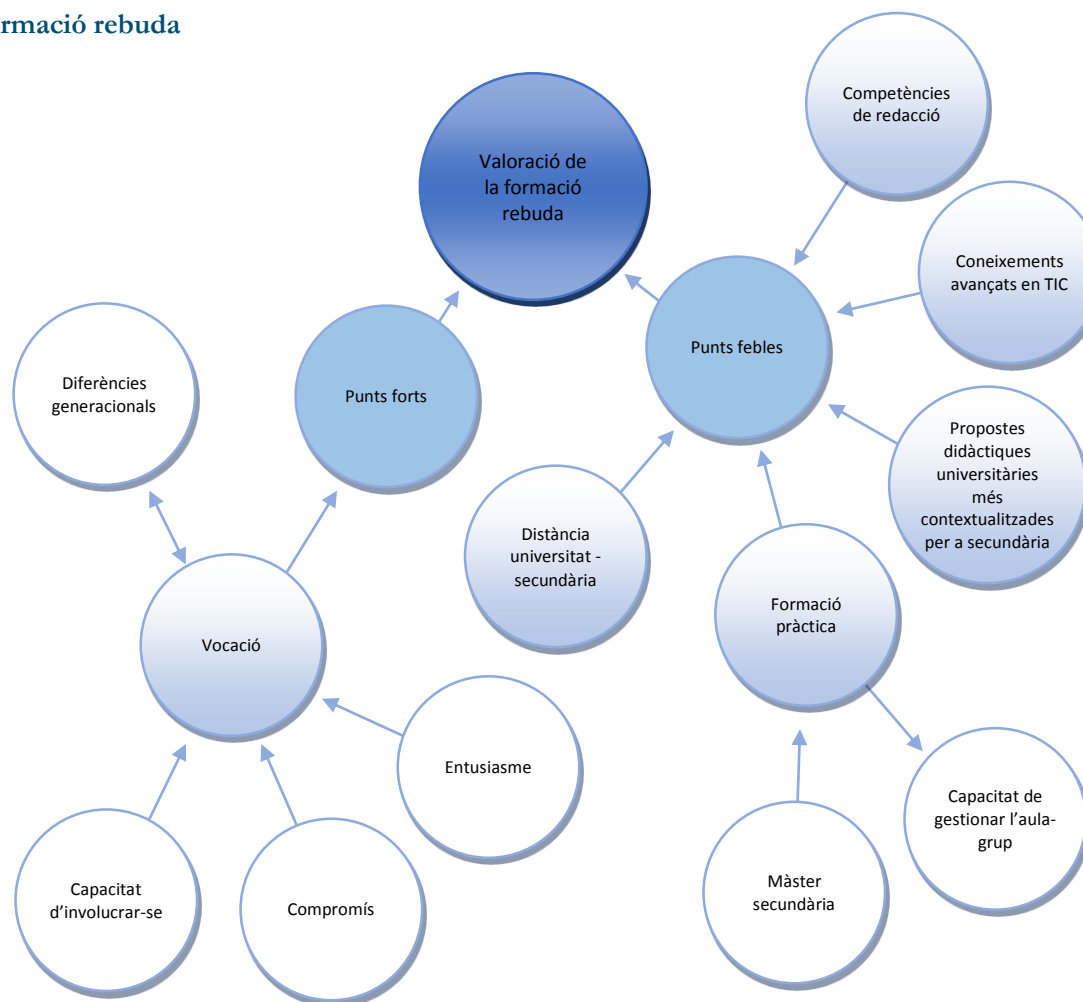 rmació rebuda
Competències
de redacció
Valoració de
la formació
rebuda
Coneixements
avançats en TIC
Punts febles
Diferències
generacionals
Punts forts
Propostes
didàctiques
universitàries
més
contextualitzades
per a secundària
Distància
universitat -
secundària
Formació
pràctica
Vocació
Entusiasme
Capacitat de
gestionar l’aula-
grup
Màster
secundària
Capacitat
d’involucrar-se
Compromís